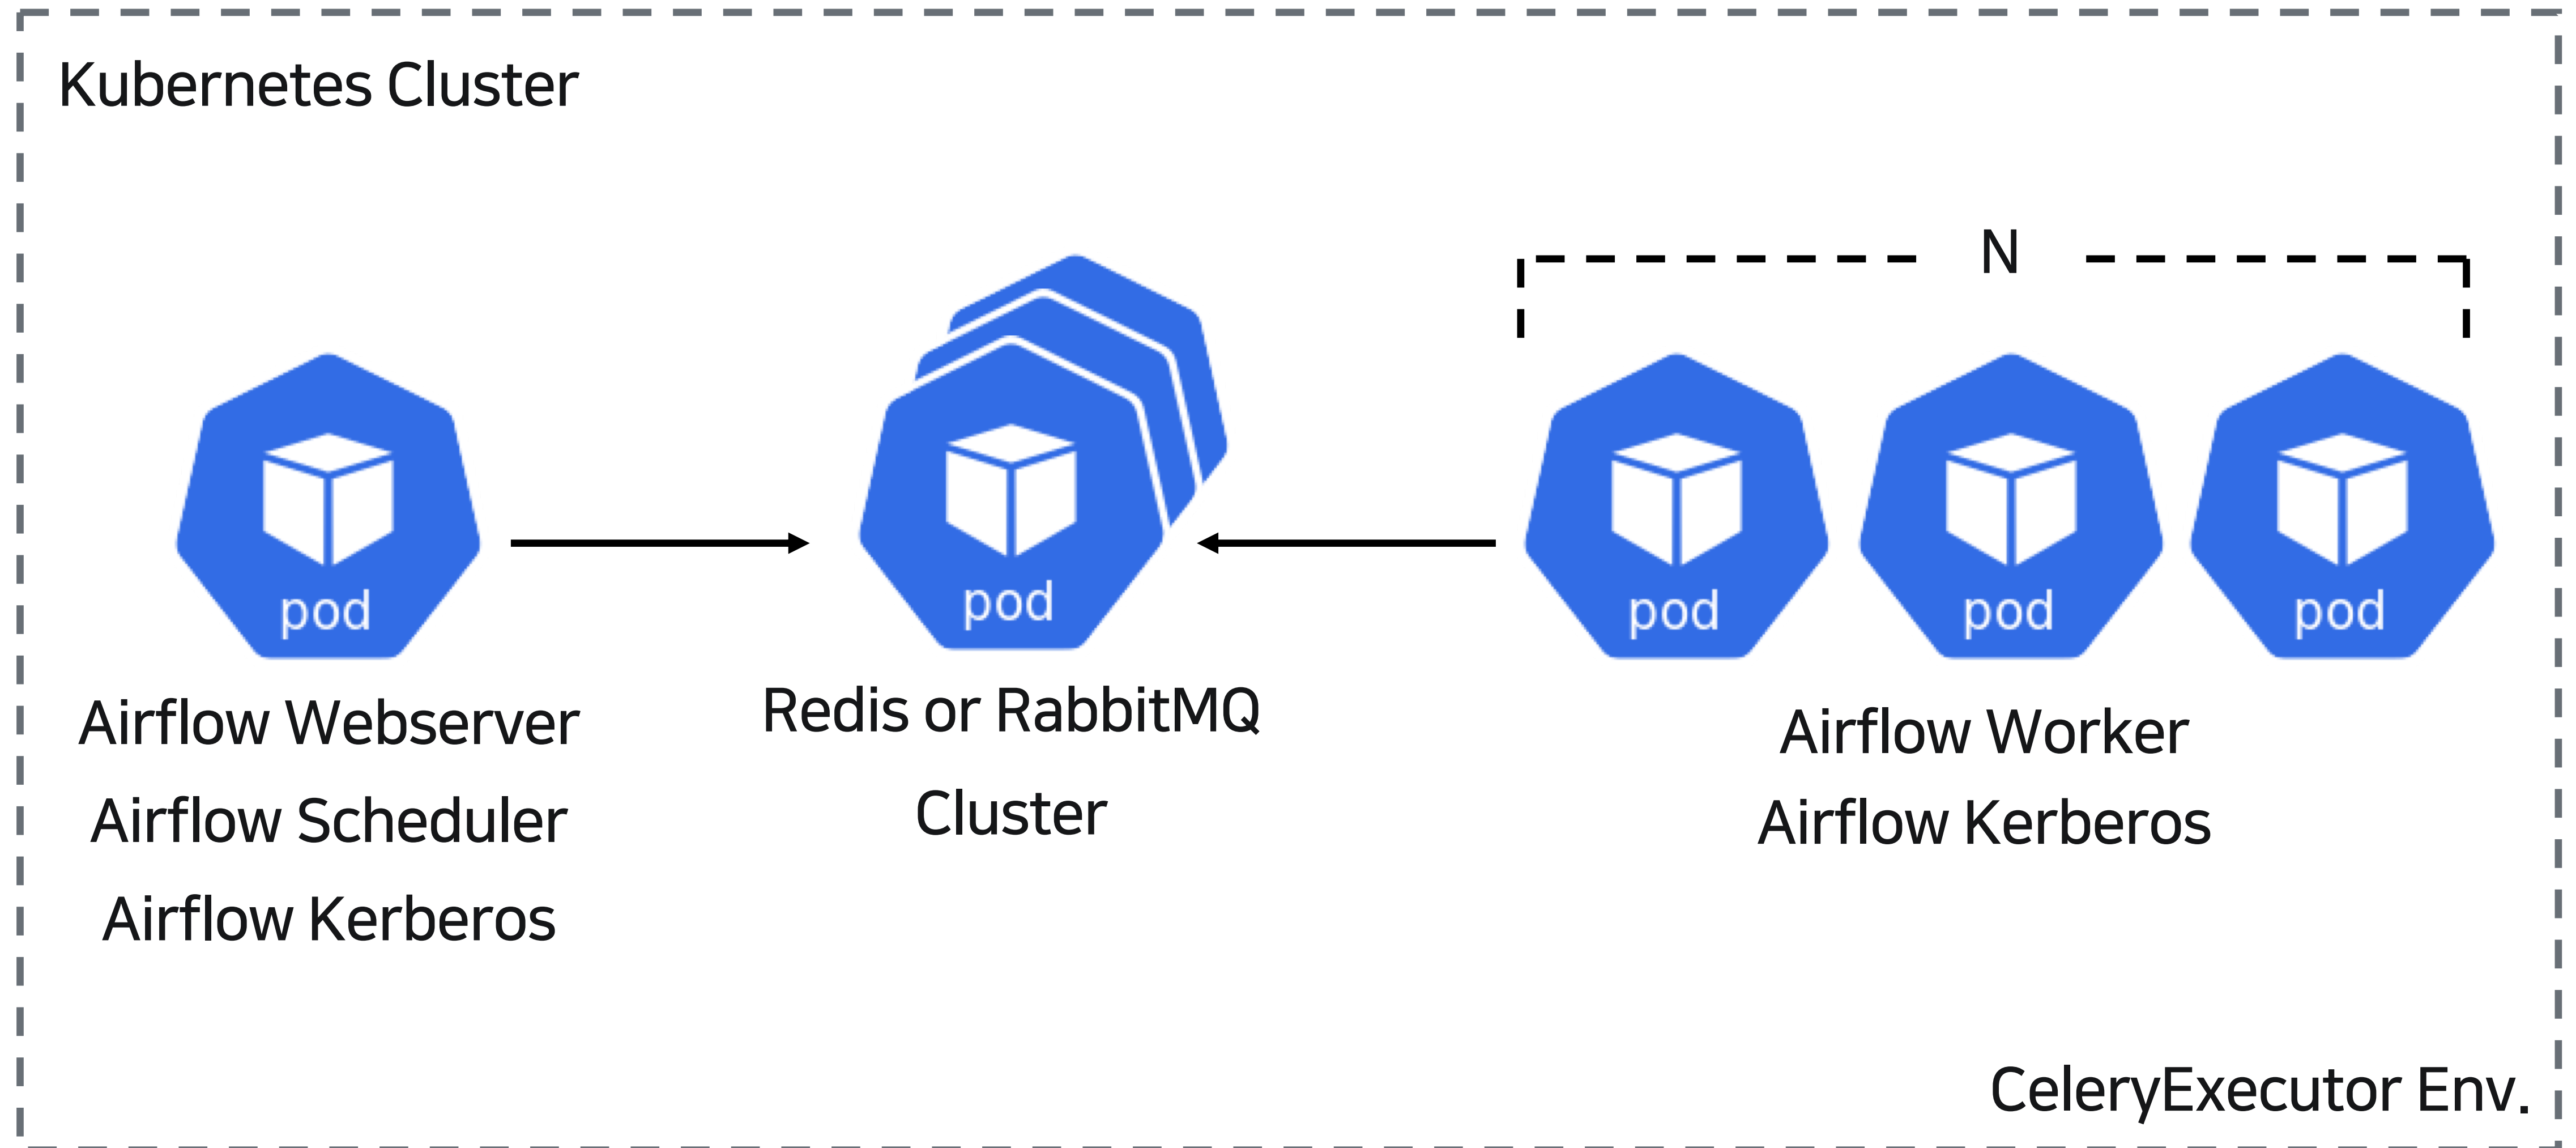 Kubernetes Cluster
N
pod
pod
pod
pod
pod
Airflow Webserver
Airflow Scheduler
Airflow Kerberos
Redis or RabbitMQ
Cluster
Airflow Worker
Airflow Kerberos
CeleryExecutor Env.